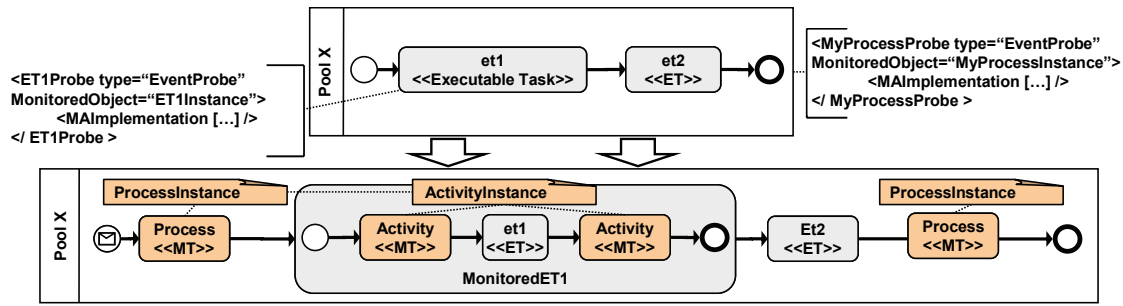 <ET1Probe type=“EventProbe”
MonitoredObject=“ET1Instance”>
<MAImplementation […] />
</ ET1Probe >
Pool X
et1
<<Executable Task>>
et2
<<ET>>
<MyProcessProbe type=“EventProbe”
MonitoredObject=“MyProcessInstance”>
<MAImplementation […] />
</ MyProcessProbe >
Pool X
ProcessInstance
ActivityInstance
ProcessInstance
Process
<<MT>>
Activity
<<MT>>
et1
<<ET>>
Activity
<<MT>>
Et2
<<ET>>
Process
<<MT>>
MonitoredET1